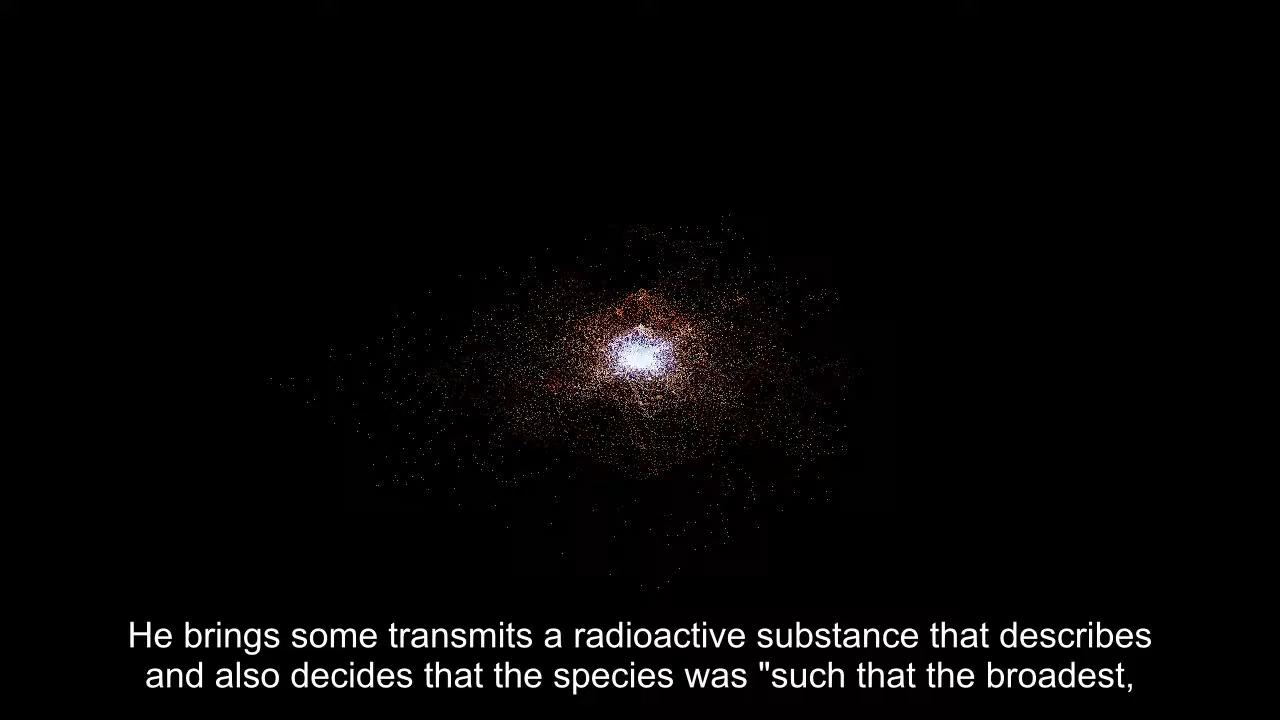 He brings some transmits a radioactive substance that describes
and also decides that the species was "such that the broadest,